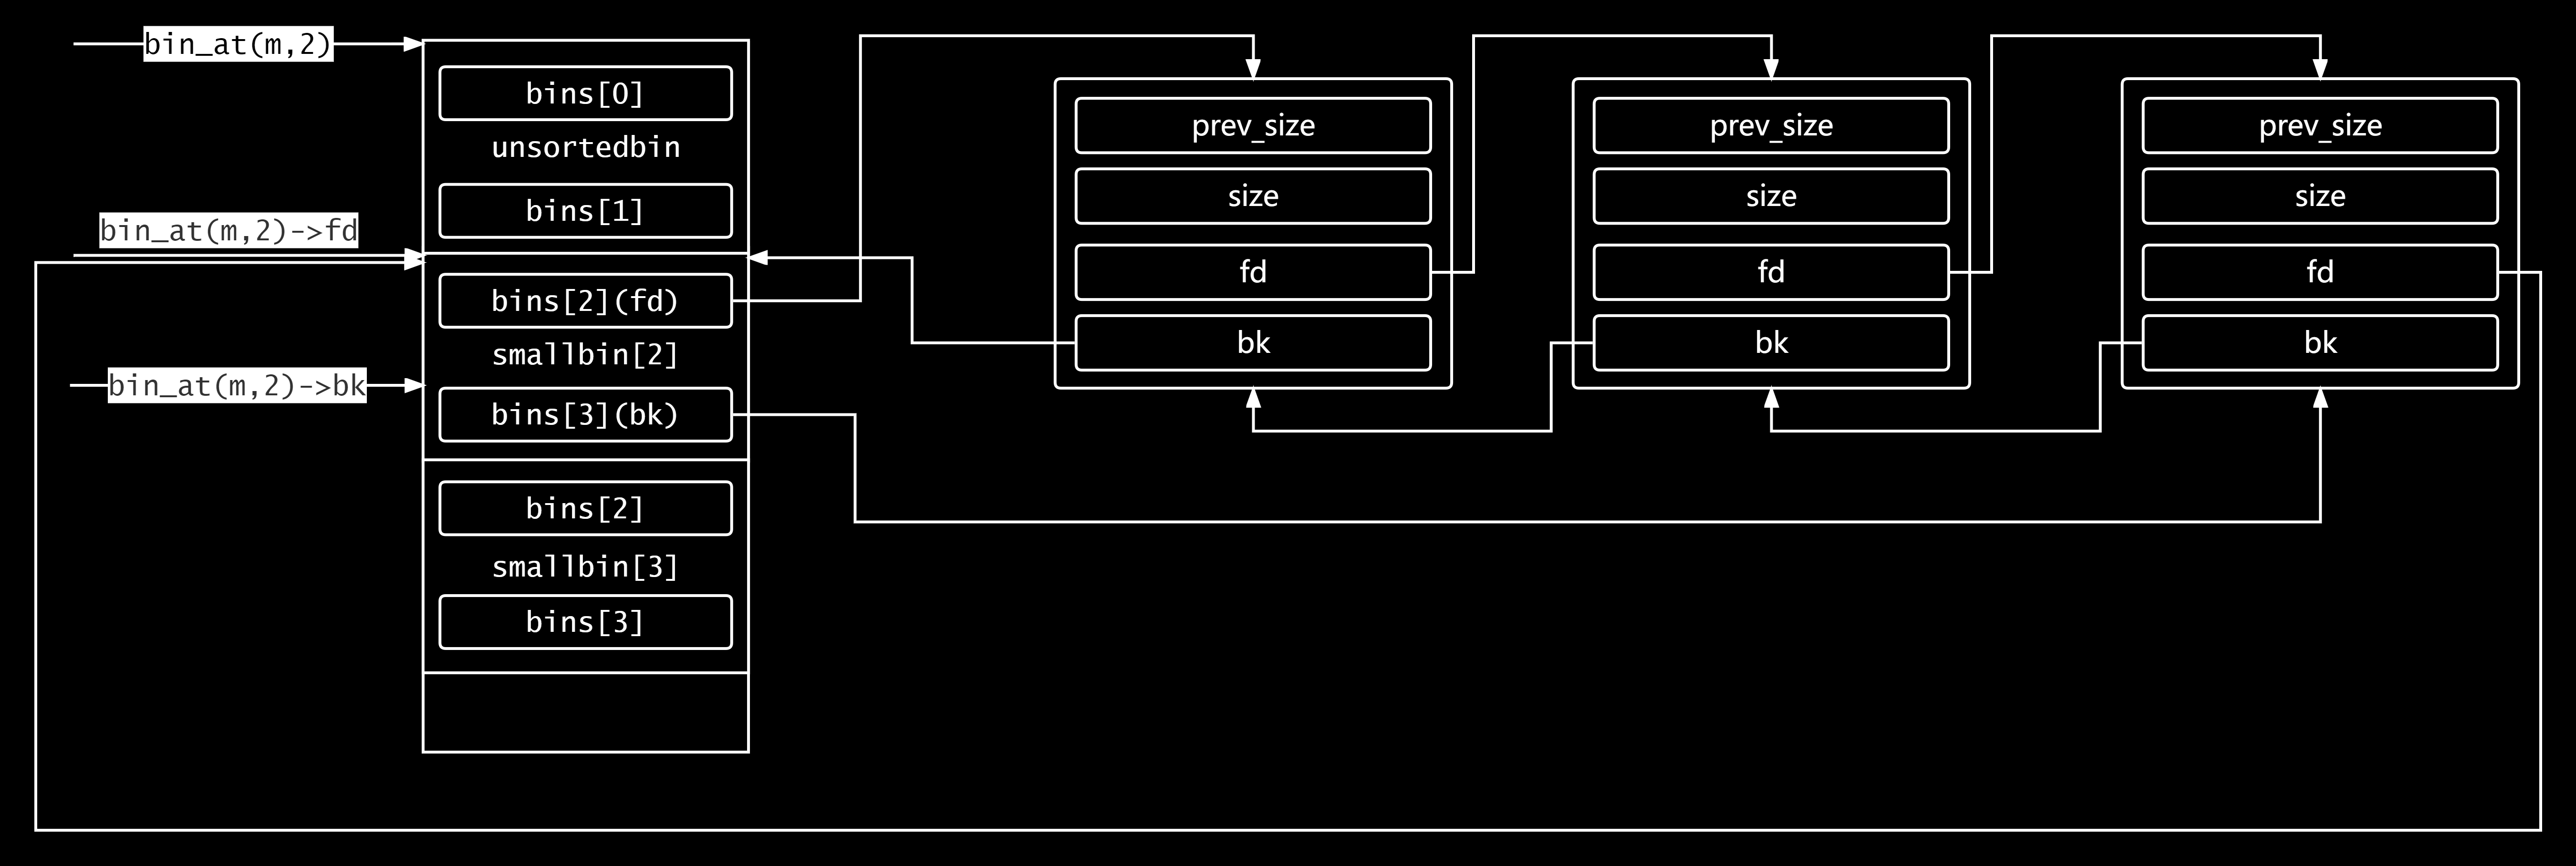 bin_at(m,2)
bins[0]
unsortedbin
bins[1]
bin_at(m,2)->fd
bins[2](fd)
smallbin[2]
bin_at(m,2)->bk
bins[3](bk)
bins[2]
smallbin[3]
bins[3]
prev_size
size
fd
bk
prev_size
size
fd
bk
prev_size
size
fd
bk